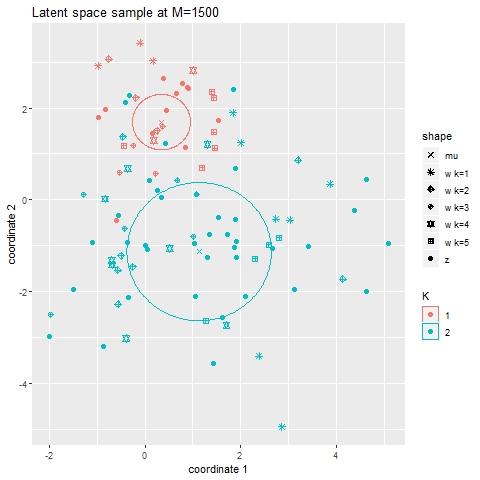 Latent space sample at M=1500
coordinate 2
2
0
-2
-4
-2
0
2
4
coordinate 1
shape
mu
w k=1
w k=2
w k=3
w k=4
w k=5
z
K
1
2